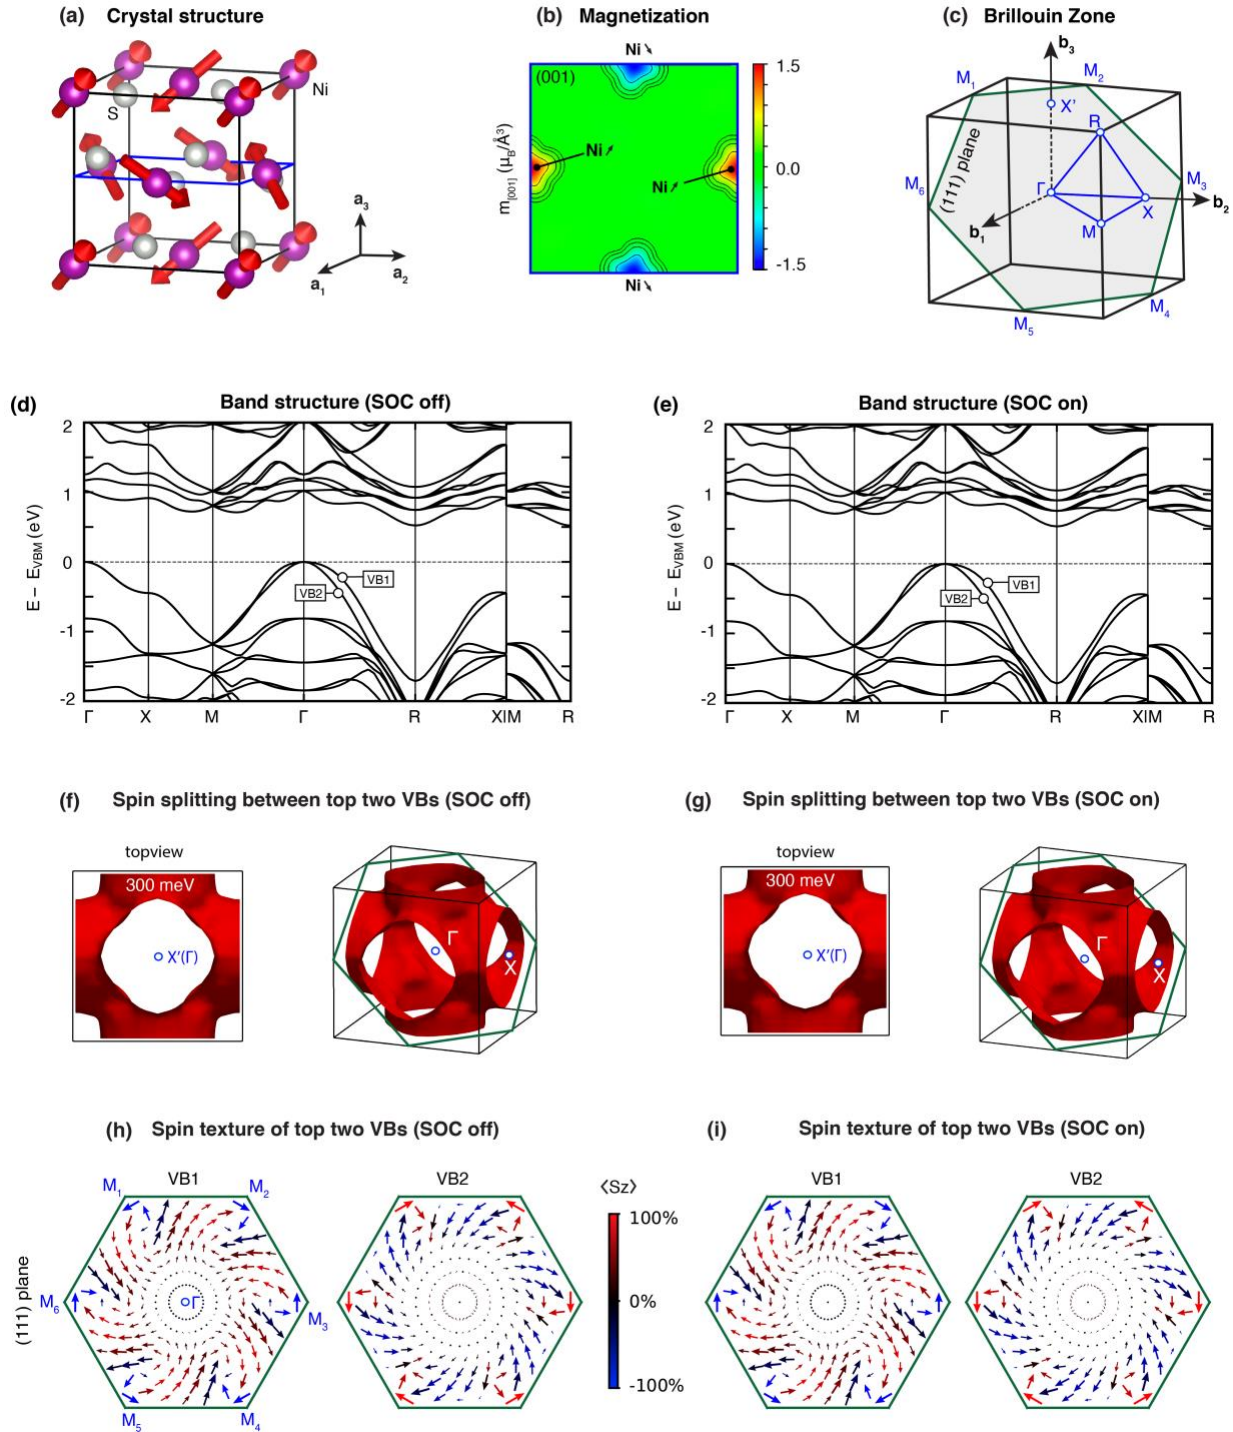 (a) Crystal structure
S
Ni
a3
a2
a1
(b) Magnetization
Ni
(001)
m[001] (μB/Å³)
Ni
Ni
Ni
1.5
0.0
-1.5
(c) Brillouin Zone
b3
M1
M2
X'
R
(111) plane
M6
Γ
M3
X
b2
b1
M
M4
M5
(d) Band structure (SOC off)
E – EVBM (eV)
2
1
0
-1
-2
VB1
VB2
Γ X M Γ R X|M R
(e) Band structure (SOC on)
E – EVBM (eV)
2
1
0
-1
-2
VB1
VB2
Γ X M Γ R X|M R
(f) Spin splitting between top two VBs (SOC off)
topview
300 meV
X'(Γ)
Γ
X
(g) Spin splitting between top two VBs (SOC on)
topview
300 meV
X'(Γ)
Γ
X
(h) Spin texture of top two VBs (SOC off)
VB1
VB2
M1
M2
M6
Γ
M3
M5
M4
(111) plane
⟨Sz⟩
100%
0%
-100%
(i) Spin texture of top two VBs (SOC on)
VB1
VB2